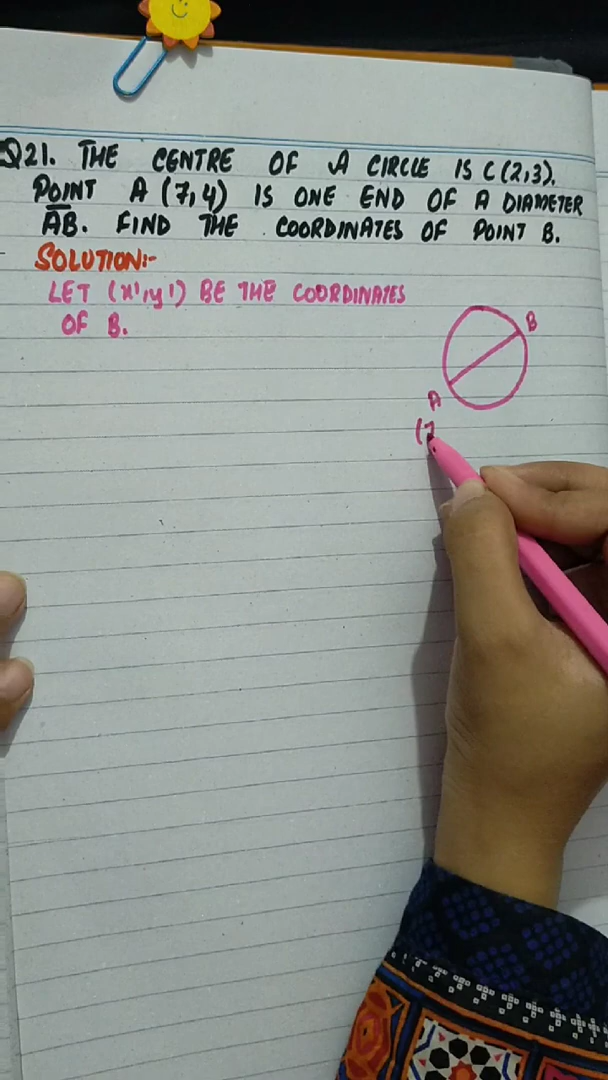 Q21. THE CENTRE OF A CIRCLE IS C(2,3).
POINT A (7,4) IS ONE END OF A DIAMETER
AB. FIND THE COORDINATES OF POINT B.
SOLUTION:-
LET (x',y') BE THE COORDINATES
OF B.
B
A
(7